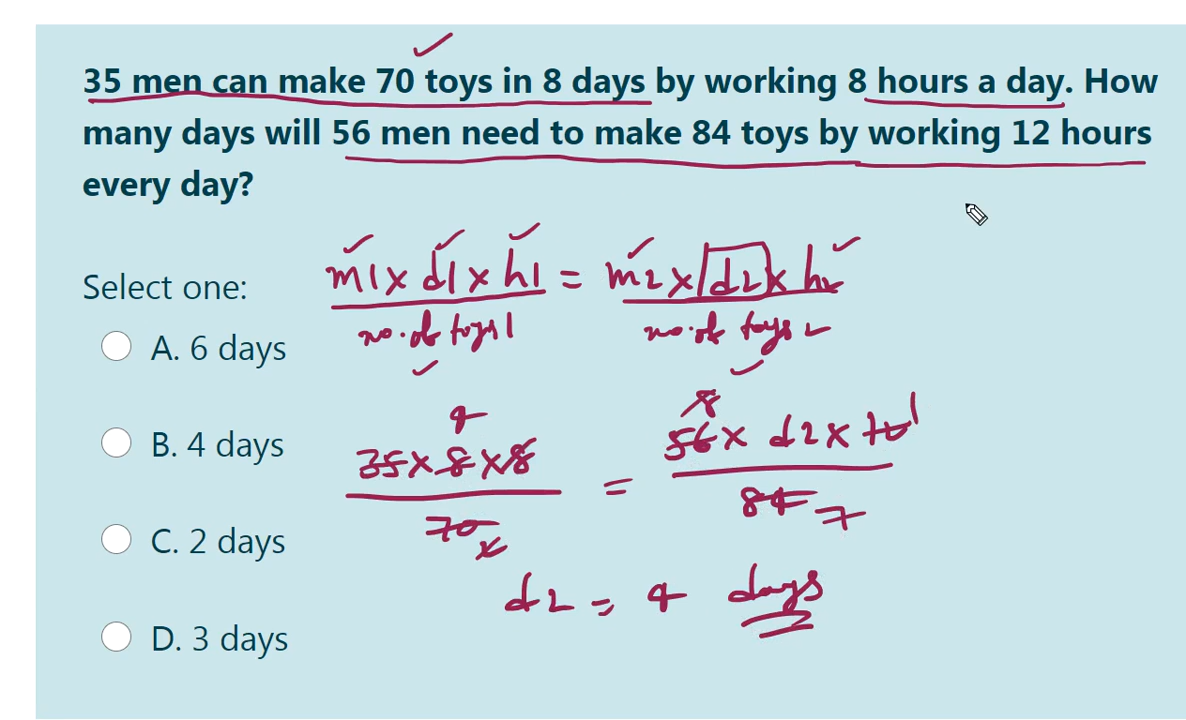 35 men can make 70 toys in 8 days by working 8 hours a day. How
many days will 56 men need to make 84 toys by working 12 hours
every day?
Select one:
m1 x d1 x h1 = m2 x d2 x h2
no. of toys 1 no. of toys 2
A. 6 days
B. 4 days
C. 2 days
D. 3 days
4 8
35 x 8 x 8 = 56 x d2 x
70 84 7
d2 = 4 days